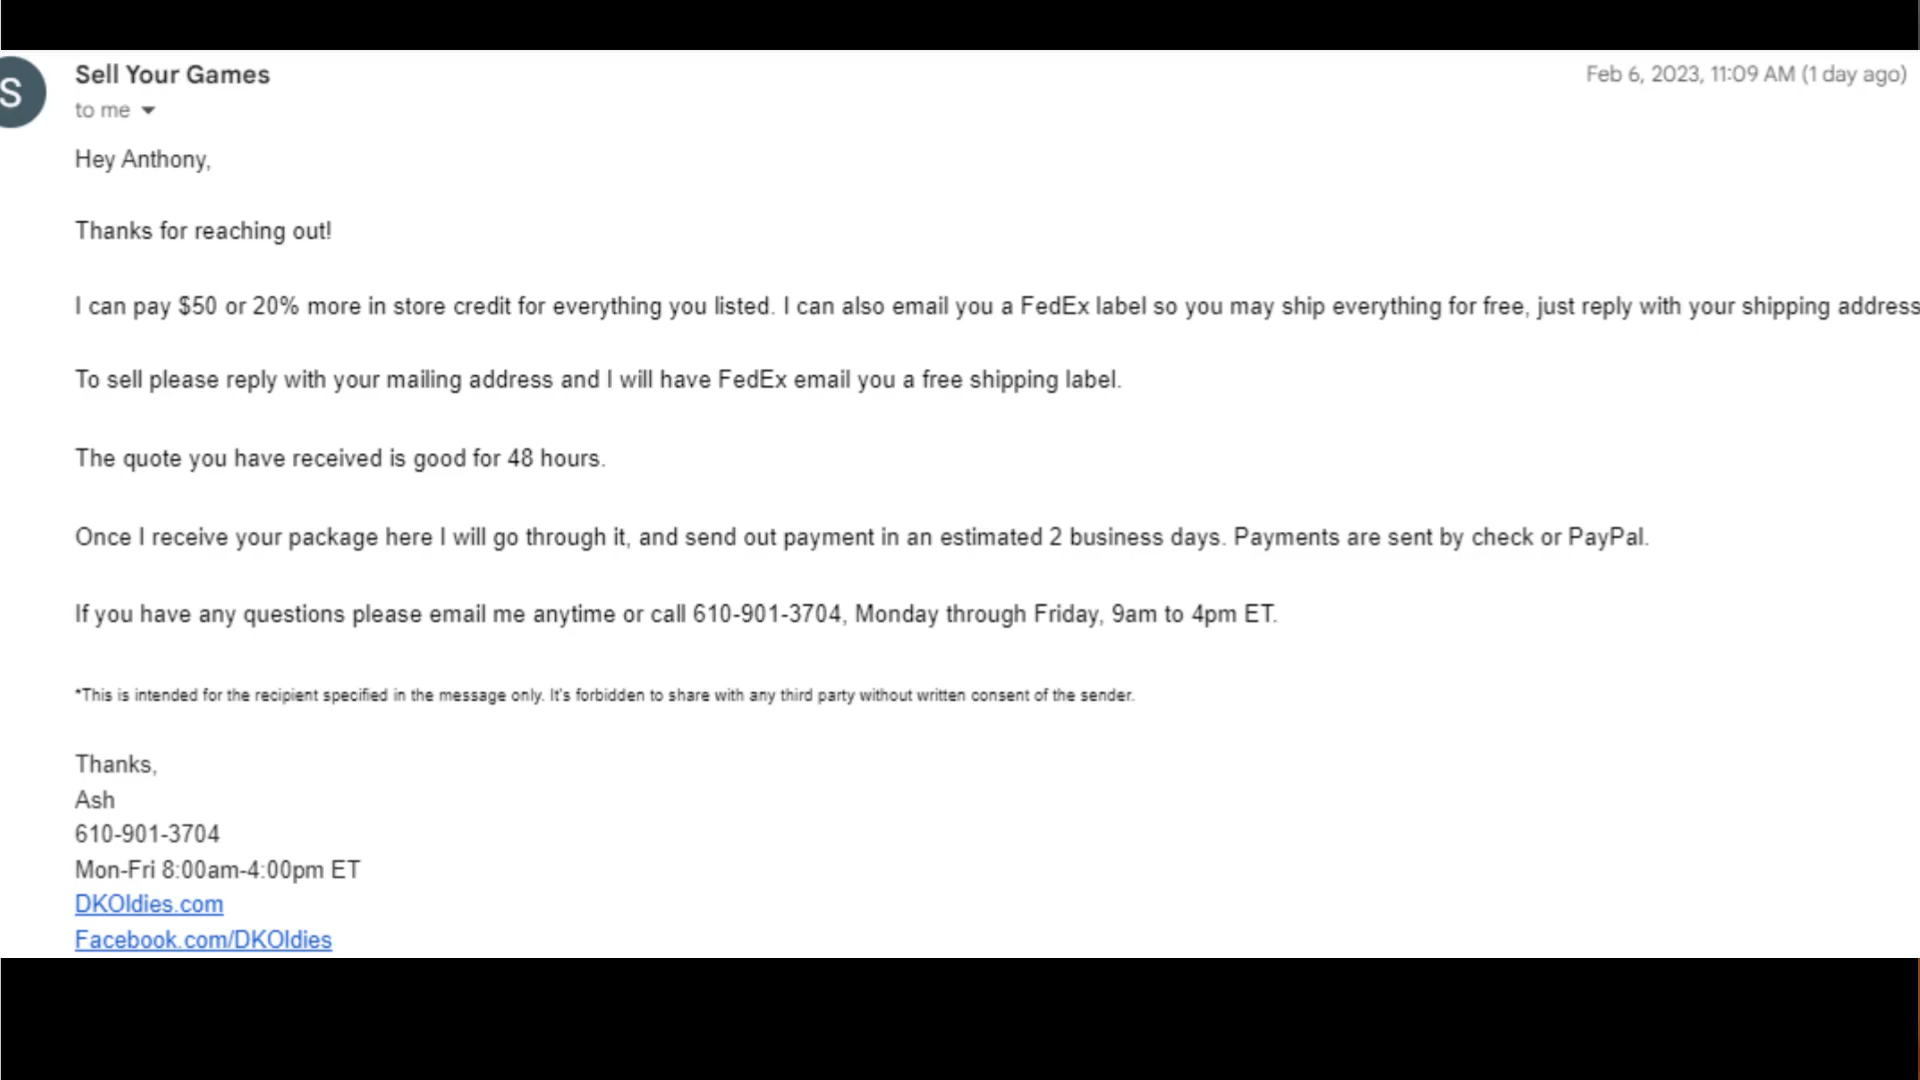 S
Sell Your Games
Feb 6, 2023, 11:09 AM (1 day ago)
to me
Hey Anthony,
Thanks for reaching out!
I can pay $50 or 20% more in store credit for everything you listed. I can also email you a FedEx label so you may ship everything for free, just reply with your shipping address
To sell please reply with your mailing address and I will have FedEx email you a free shipping label.
The quote you have received is good for 48 hours.
Once I receive your package here I will go through it, and send out payment in an estimated 2 business days. Payments are sent by check or PayPal.
If you have any questions please email me anytime or call 610-901-3704, Monday through Friday, 9am to 4pm ET.
*This is intended for the recipient specified in the message only. It's forbidden to share with any third party without written consent of the sender.
Thanks,
Ash
610-901-3704
Mon-Fri 8:00am-4:00pm ET
DKOldies.com
Facebook.com/DKOldies